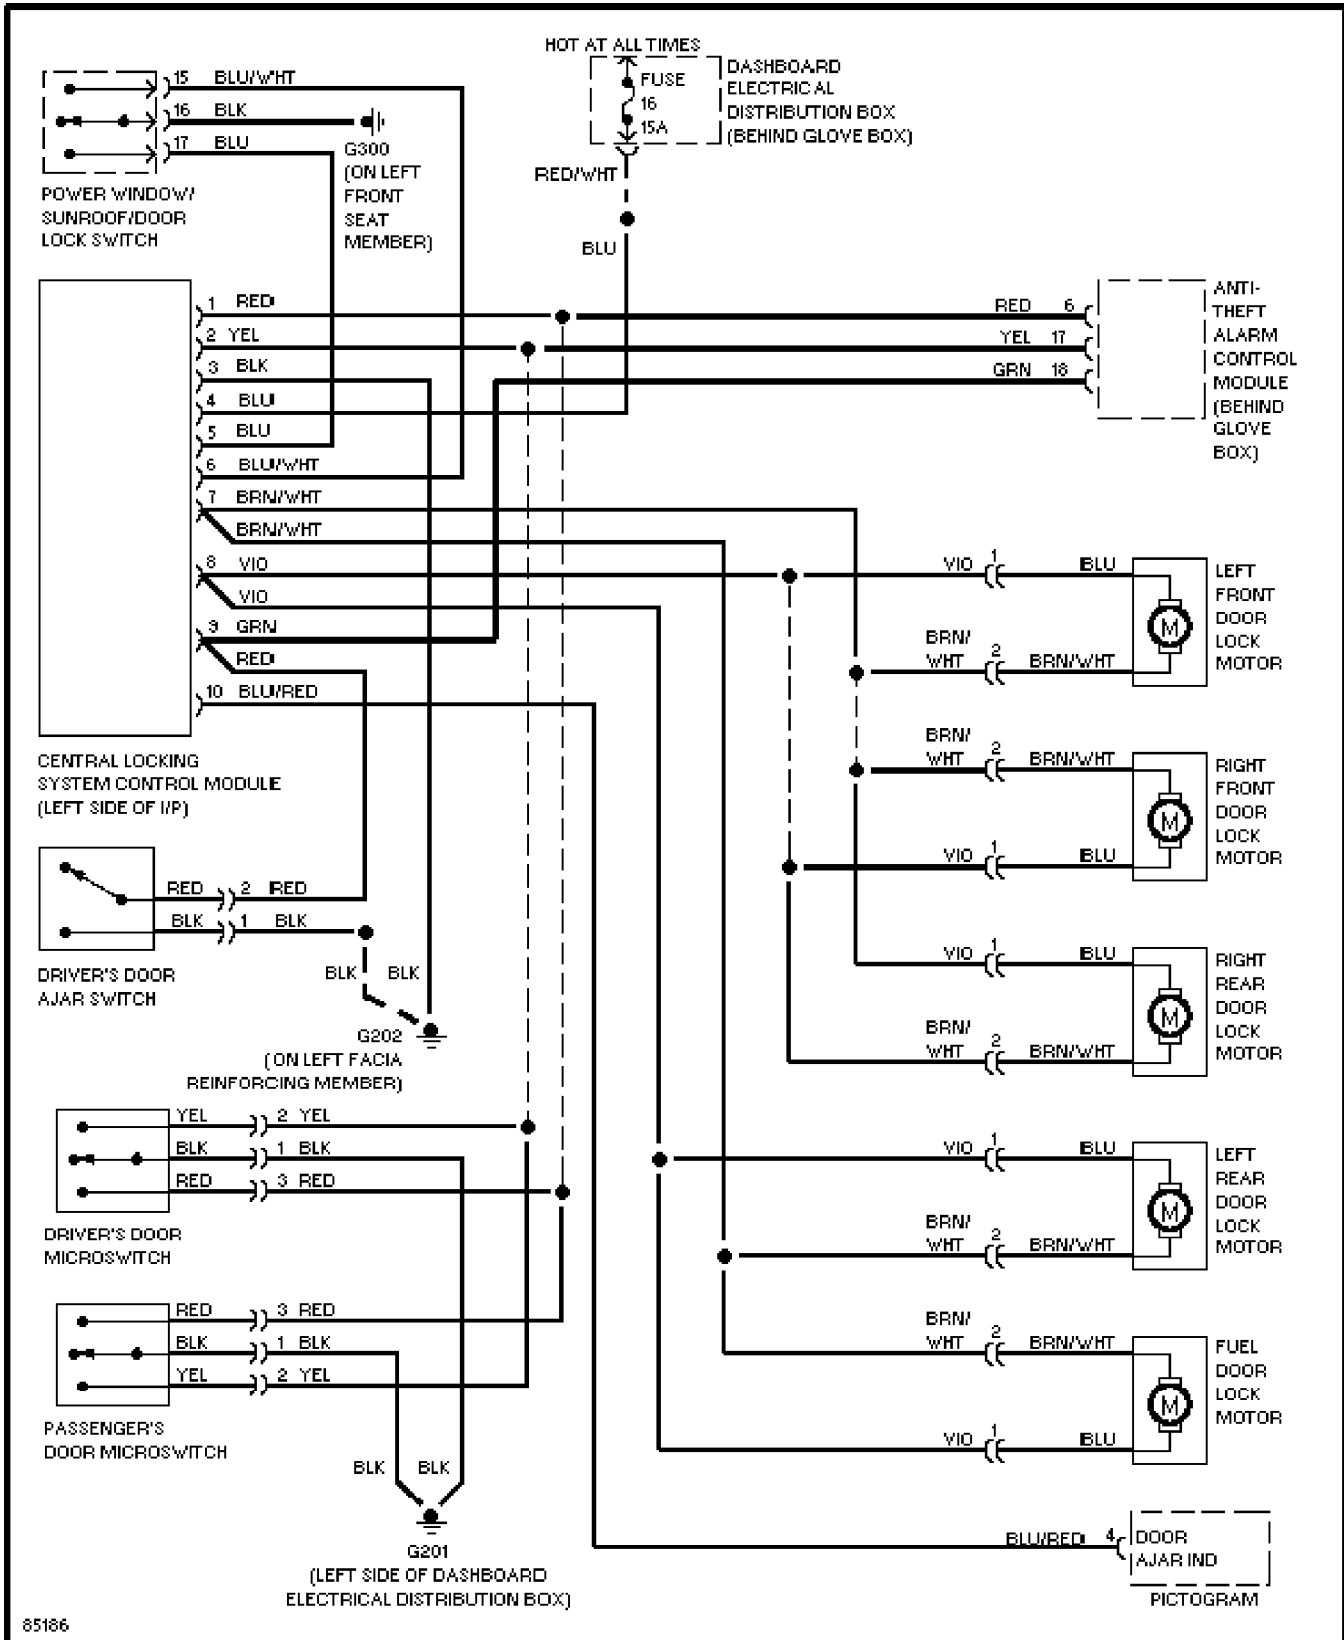 HOT AT ALL TIMES
FUSE
16
15A
DASHBOARD
ELECTRICAL
DISTRIBUTION BOX
(BEHIND GLOVE BOX)
RED/WHT
BLU
15 BLU/WHT
16 BLK
17 BLU
G300
(ON LEFT
FRONT
SEAT
MEMBER)
POWER WINDOW/
SUNROOF/DOOR
LOCK SWITCH
1 RED
2 YEL
3 BLK
4 BLU
5 BLU
6 BLU/WHT
7 BRN/WHT
BRN/WHT
8 VIO
VIO
9 GRN
RED
10 BLU/RED
CENTRAL LOCKING
SYSTEM CONTROL MODULE
(LEFT SIDE OF I/P)
RED 6
YEL 17
GRN 18
ANTI-
THEFT
ALARM
CONTROL
MODULE
(BEHIND
GLOVE
BOX)
VIO 1 BLU
BRN/
WHT 2 BRN/WHT
M
LEFT
FRONT
DOOR
LOCK
MOTOR
BRN/
WHT 2 BRN/WHT
VIO 1 BLU
M
RIGHT
FRONT
DOOR
LOCK
MOTOR
VIO 1 BLU
BRN/
WHT 2 BRN/WHT
M
RIGHT
REAR
DOOR
LOCK
MOTOR
VIO 1 BLU
BRN/
WHT 2 BRN/WHT
M
LEFT
REAR
DOOR
LOCK
MOTOR
BRN/
WHT 2 BRN/WHT
VIO 1 BLU
M
FUEL
DOOR
LOCK
MOTOR
RED 2 RED
BLK 1 BLK
DRIVER'S DOOR
AJAR SWITCH
BLK BLK
G202
(ON LEFT FACIA
REINFORCING MEMBER)
YEL 2 YEL
BLK 1 BLK
RED 3 RED
DRIVER'S DOOR
MICROSWITCH
RED 3 RED
BLK 1 BLK
YEL 2 YEL
PASSENGER'S
DOOR MICROSWITCH
BLK BLK
G201
(LEFT SIDE OF DASHBOARD
ELECTRICAL DISTRIBUTION BOX)
BLU/RED 4
DOOR
AJAR IND
PICTOGRAM
85186